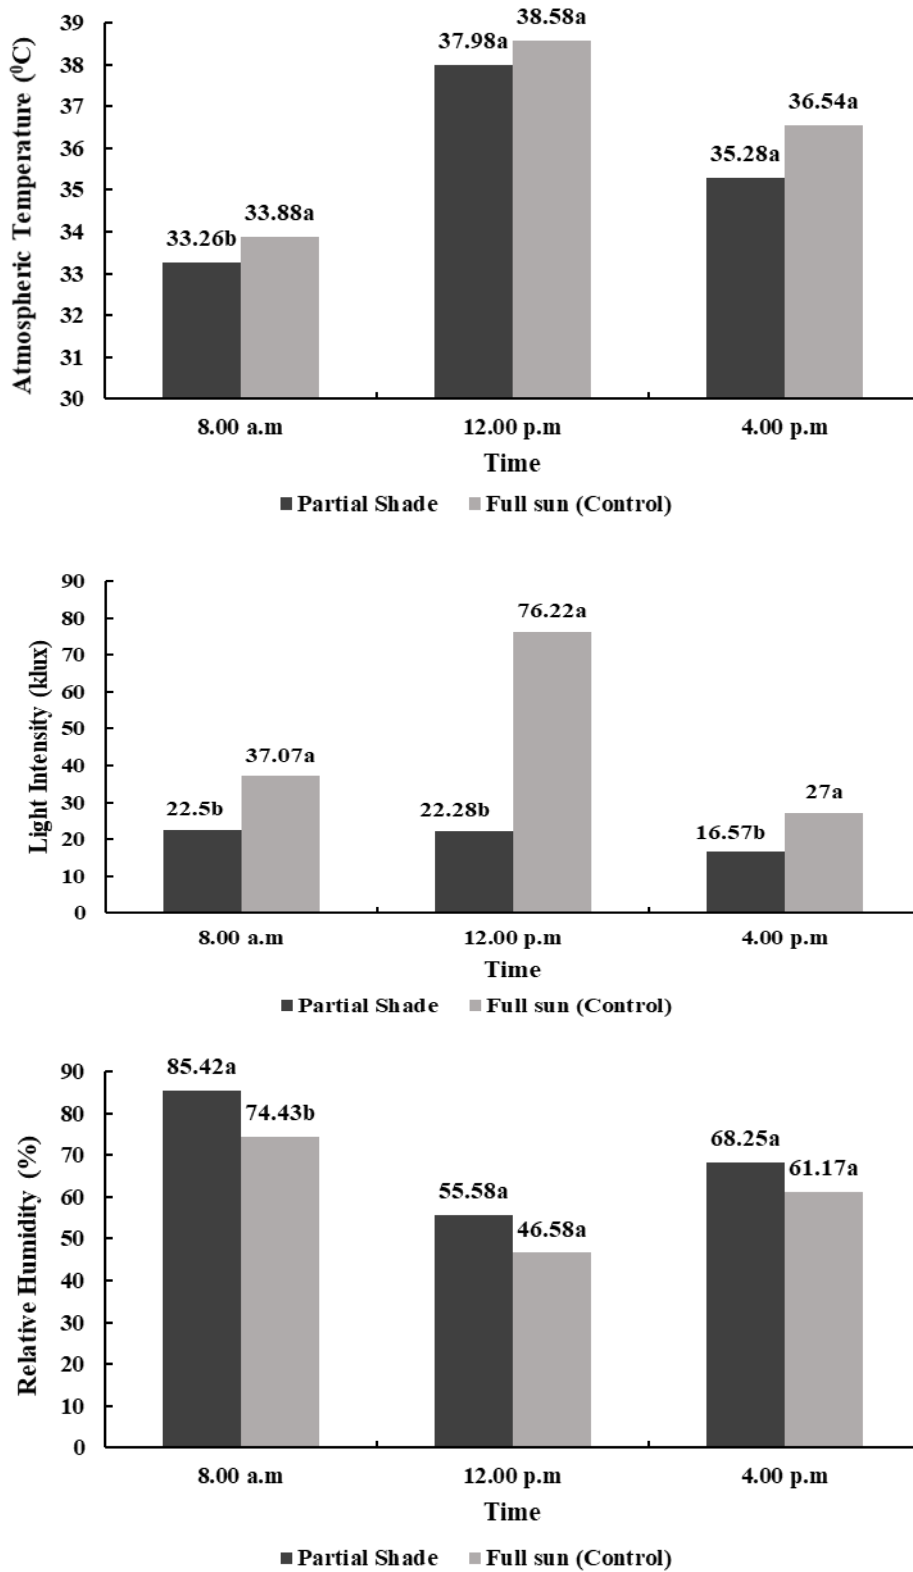 Atmospheric Temperature (⁰C)
39
38
37
36
35
34
33
32
31
30
33.26b
33.88a
37.98a
38.58a
35.28a
36.54a
8.00 a.m
12.00 p.m
4.00 p.m
Time
Partial Shade
Full sun (Control)
Light Intensity (klux)
90
80
70
60
50
40
30
20
10
0
22.5b
37.07a
22.28b
76.22a
16.57b
27a
8.00 a.m
12.00 p.m
4.00 p.m
Time
Partial Shade
Full sun (Control)
Relative Humidity (%)
90
80
70
60
50
40
30
20
10
0
85.42a
74.43b
55.58a
46.58a
68.25a
61.17a
8.00 a.m
12.00 p.m
4.00 p.m
Time
Partial Shade
Full sun (Control)